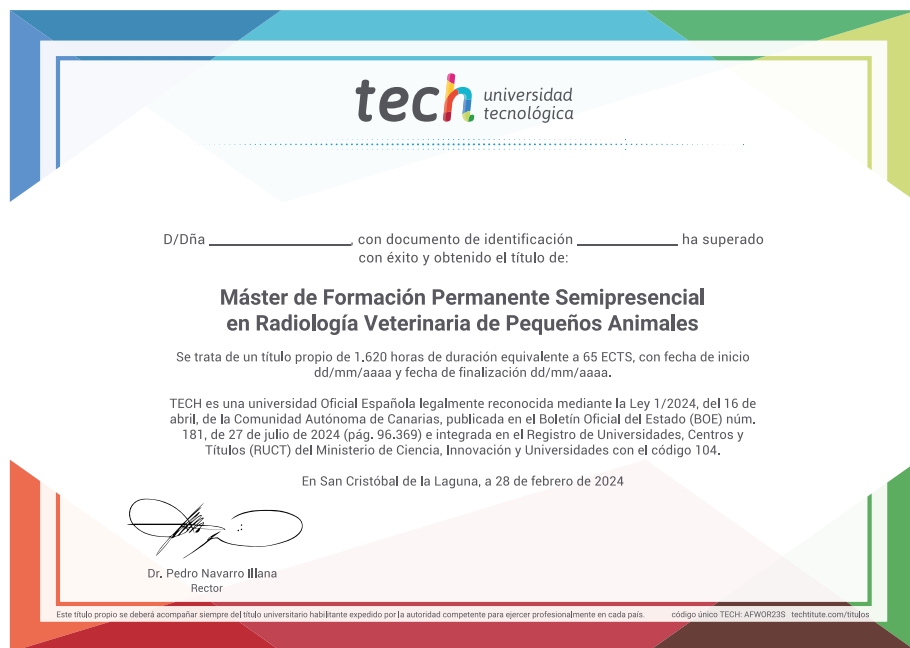 tech universidad
tecnológica
D/Dña ____________________, con documento de identificación ______________ ha superado
con éxito y obtenido el título de:
Máster de Formación Permanente Semipresencial
en Radiología Veterinaria de Pequeños Animales
Se trata de un título propio de 1.620 horas de duración equivalente a 65 ECTS, con fecha de inicio
dd/mm/aaaa y fecha de finalización dd/mm/aaaa.
TECH es una universidad Oficial Española legalmente reconocida mediante la Ley 1/2024, del 16 de
abril, de la Comunidad Autónoma de Canarias, publicada en el Boletín Oficial del Estado (BOE) núm.
181, de 27 de julio de 2024 (pág. 96.369) e integrada en el Registro de Universidades, Centros y
Títulos (RUCT) del Ministerio de Ciencia, Innovación y Universidades con el código 104.
En San Cristóbal de la Laguna, a 28 de febrero de 2024
Dr. Pedro Navarro Illana
Rector
Este título propio se deberá acompañar siempre del título universitario habilitante expedido por la autoridad competente para ejercer profesionalmente en cada país. código único TECH: AFWOR23S techtitute.com/titulos